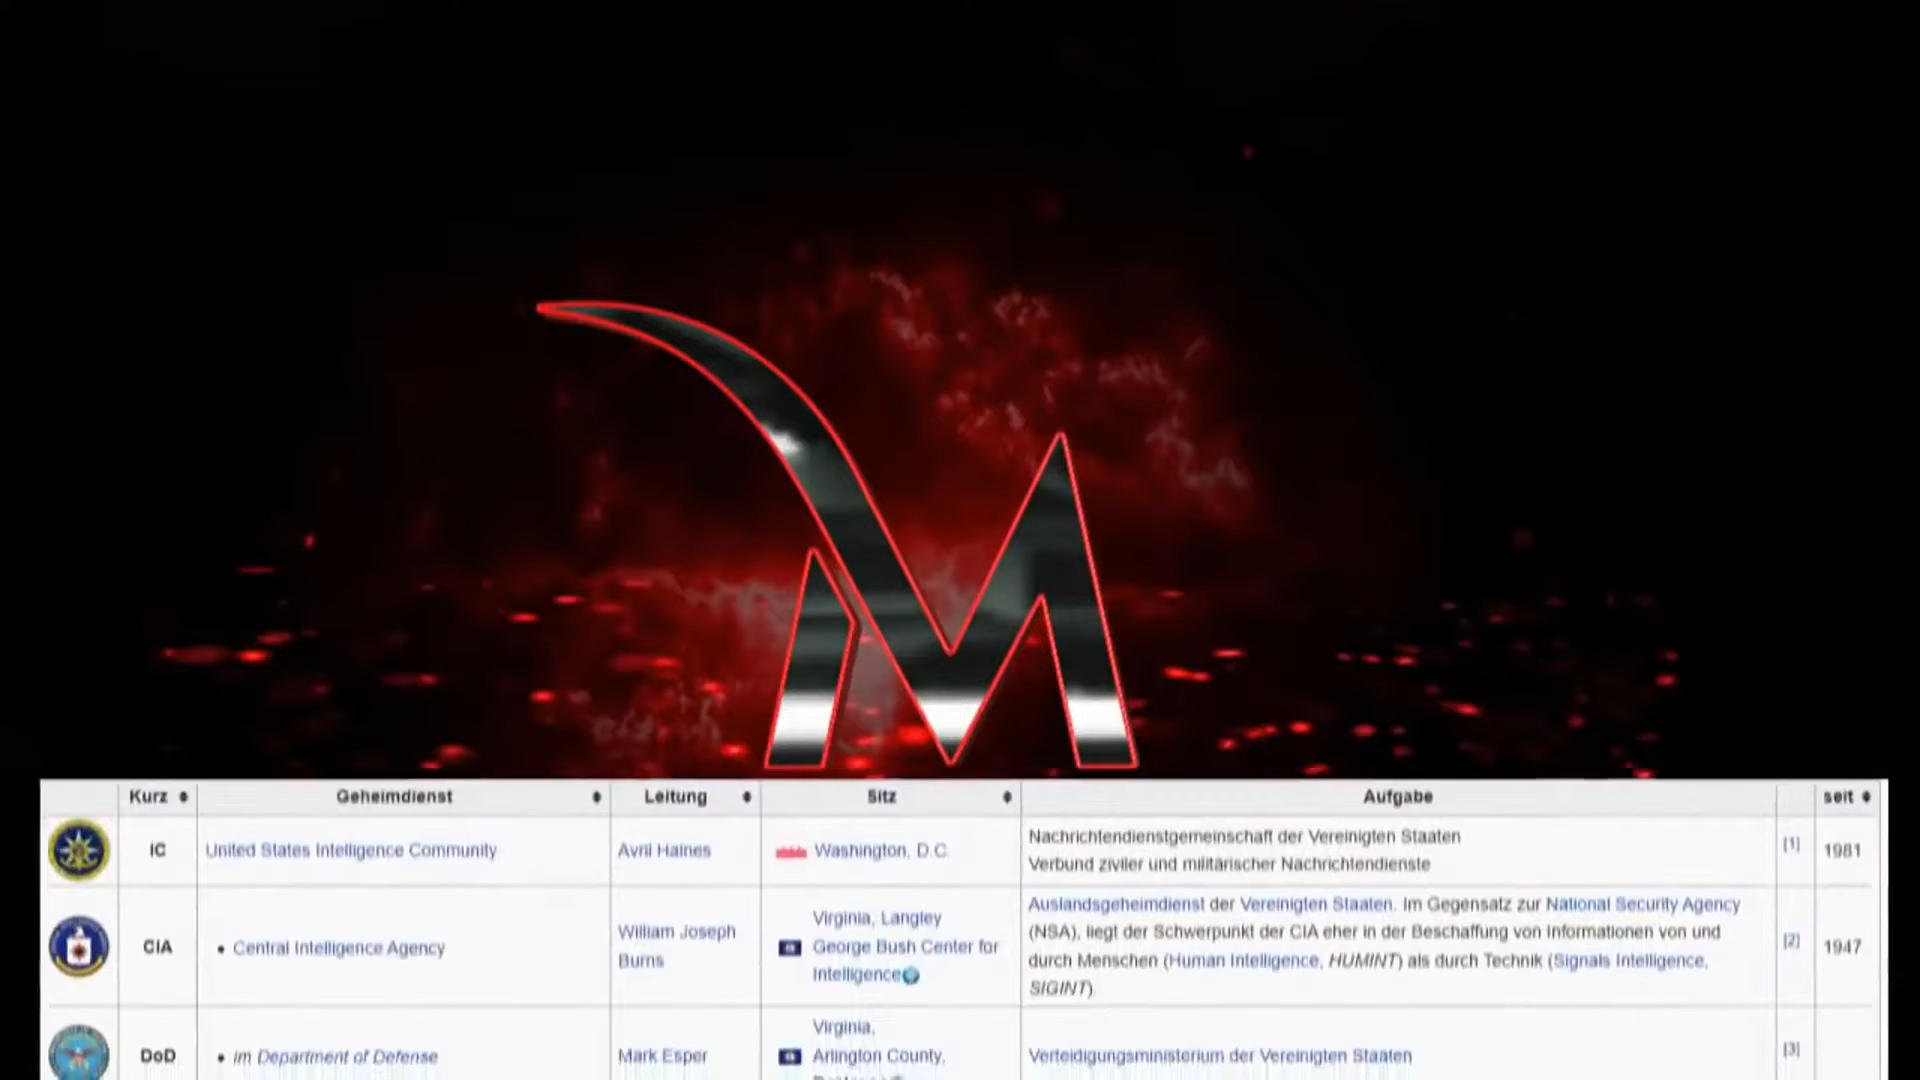 Kurz Geheimdienst Leitung Sitz Aufgabe seit
IC United States Intelligence Community Avril Haines Washington, D.C. Nachrichtendienstgemeinschaft der Vereinigten Staaten
Verbund ziviler und militärischer Nachrichtendienste [1] 1981
CIA • Central Intelligence Agency William Joseph
Burns
Virginia, Langley
George Bush Center for
Intelligence
Auslandsgeheimdienst der Vereinigten Staaten. Im Gegensatz zur National Security Agency
(NSA), liegt der Schwerpunkt der CIA eher in der Beschaffung von Informationen von und
durch Menschen (Human Intelligence, HUMINT) als durch Technik (Signals Intelligence,
SIGINT).
[2] 1947
DoD • im Department of Defense Mark Esper
Virginia,
Arlington County,
Verteidigungsministerium der Vereinigten Staaten [3]